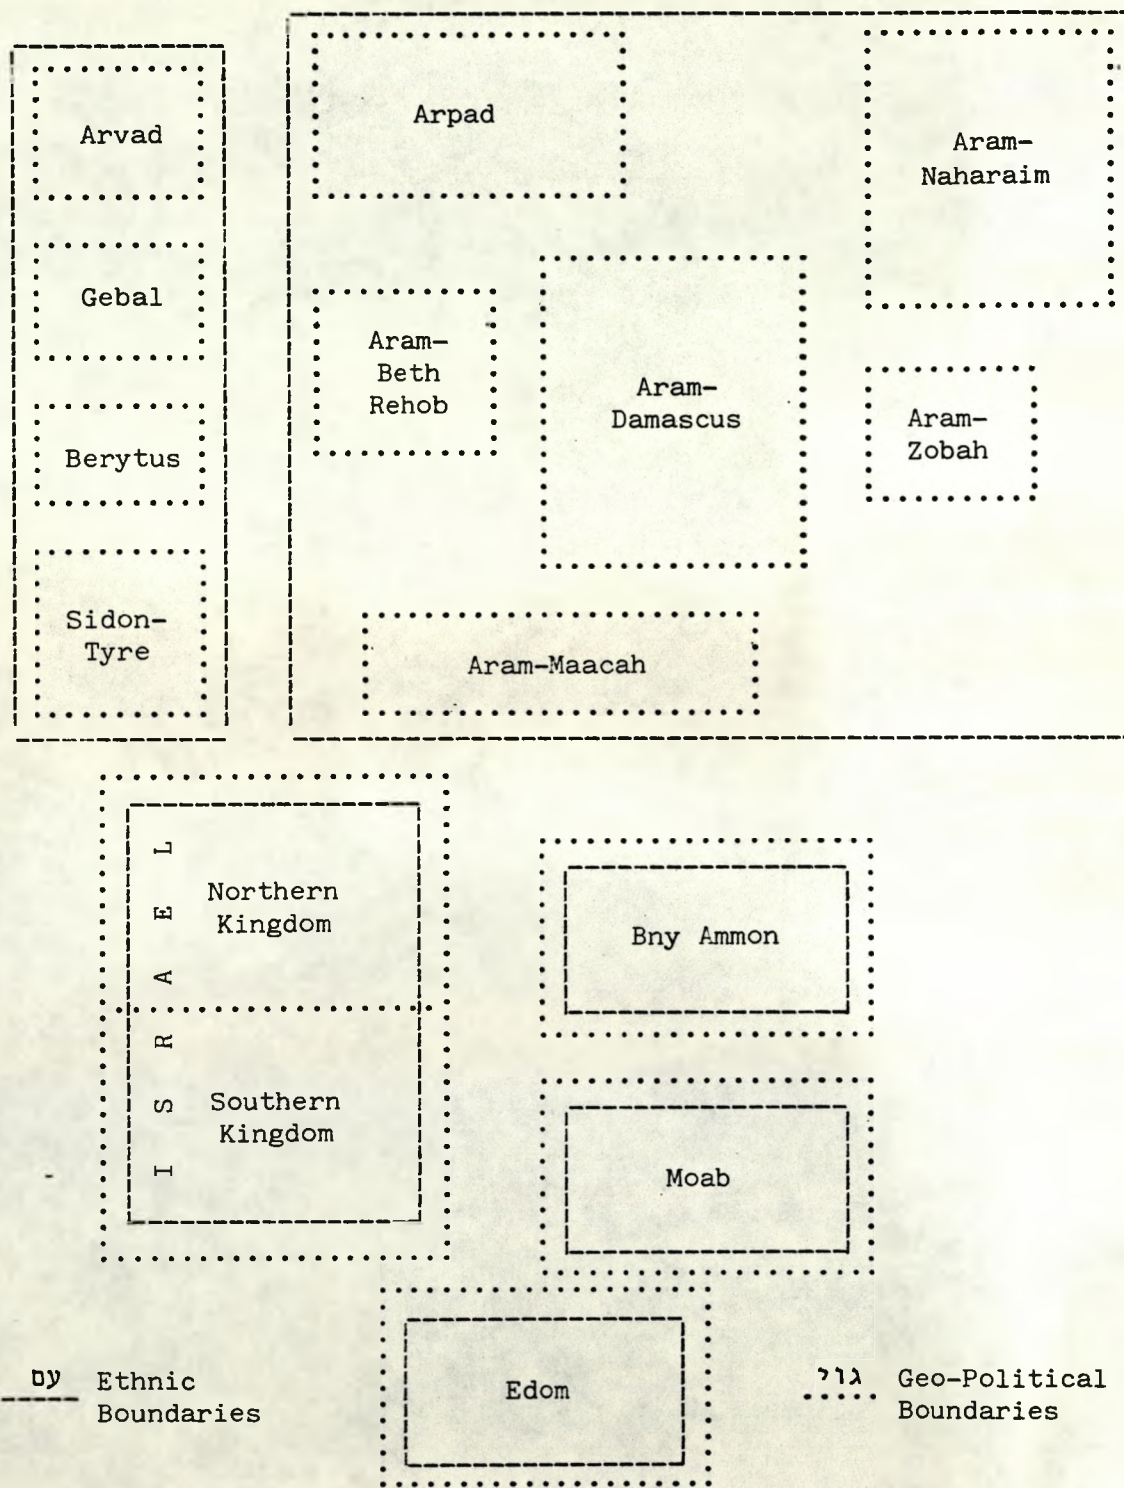 Arvad
Gebal
Berytus
Sidon-
Tyre
Arpad
Aram-
Naharaim
Aram-
Beth
Rehob
Aram-
Damascus
Aram-
Zobah
Aram-Maacah
ISRAEL
Northern
Kingdom
Southern
Kingdom
Bny Ammon
Moab
Edom
עם Ethnic
Boundaries
גוי Geo-Political
Boundaries